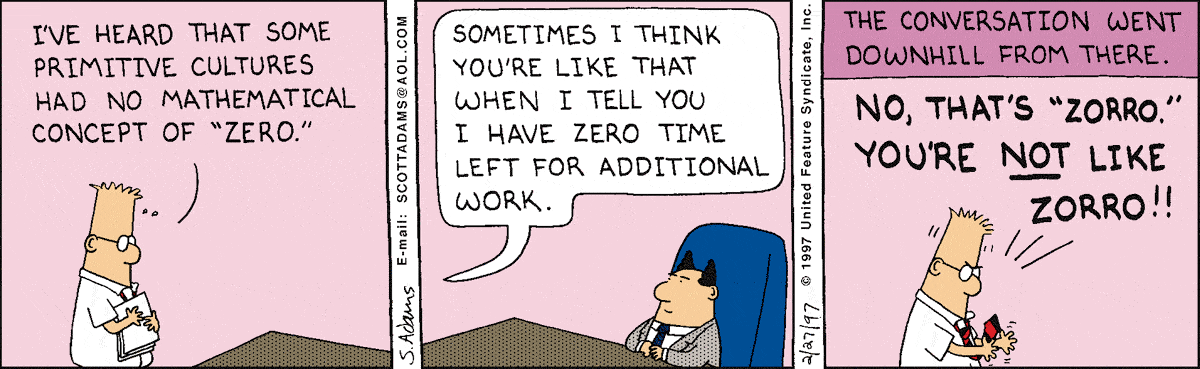 I'VE HEARD THAT SOME
PRIMITIVE CULTURES
HAD NO MATHEMATICAL
CONCEPT OF "ZERO."
S. Adams
E-mail: SCOTTADAMS@AOL.COM
SOMETIMES I THINK
YOU'RE LIKE THAT
WHEN I TELL YOU
I HAVE ZERO TIME
LEFT FOR ADDITIONAL
WORK.
2/27/97
© 1997 United Feature Syndicate, Inc.
THE CONVERSATION WENT
DOWNHILL FROM THERE.
NO, THAT'S "ZORRO."
YOU'RE NOT LIKE
ZORRO!!